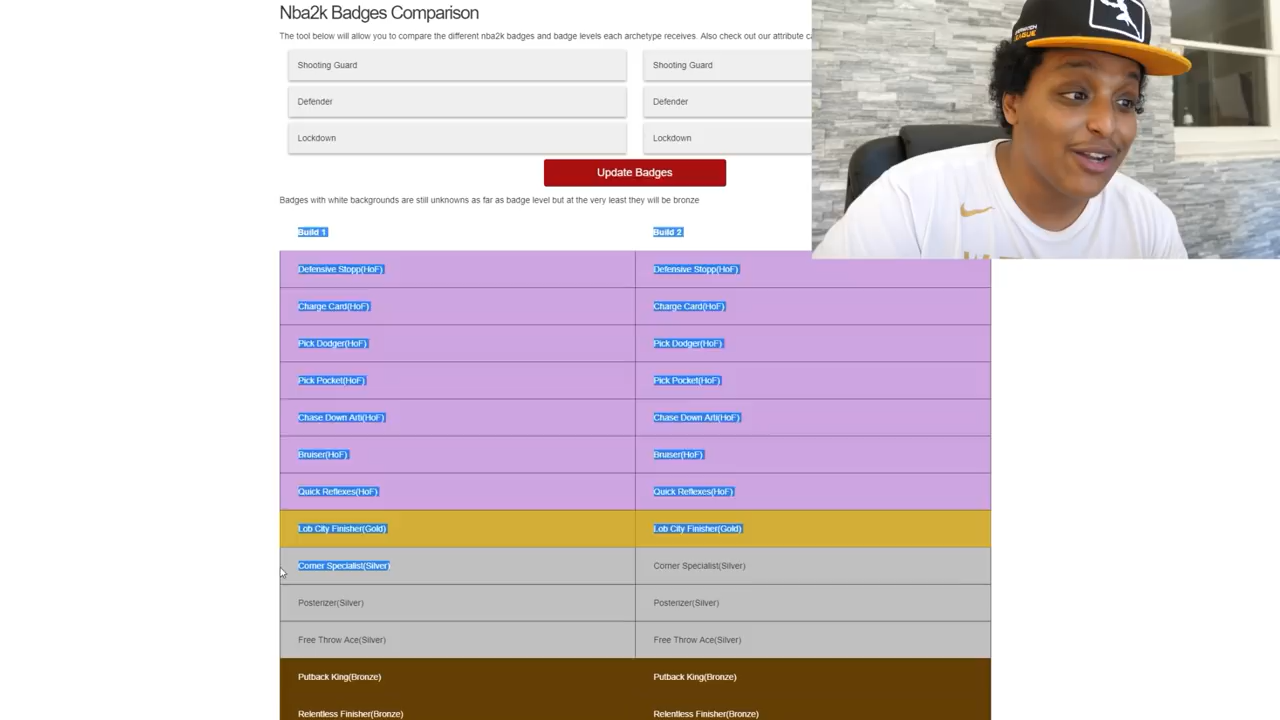 Nba2k Badges Comparison
The tool below will allow you to compare the different nba2k badges and badge levels each archetype receives. Also check out our attribute
Shooting Guard Shooting Guard
Defender Defender
Lockdown Lockdown
Update Badges
Badges with white backgrounds are still unknowns as far as badge level but at the very least they will be bronze
Build 1 Build 2
Defensive Stopp(HoF) Defensive Stopp(HoF)
Charge Card(HoF) Charge Card(HoF)
Pick Dodger(HoF) Pick Dodger(HoF)
Pick Pocket(HoF) Pick Pocket(HoF)
Chase Down Arti(HoF) Chase Down Arti(HoF)
Bruiser(HoF) Bruiser(HoF)
Quick Reflexes(HoF) Quick Reflexes(HoF)
Lob City Finisher(Gold) Lob City Finisher(Gold)
Corner Specialist(Silver) Corner Specialist(Silver)
Posterizer(Silver) Posterizer(Silver)
Free Throw Ace(Silver) Free Throw Ace(Silver)
Putback King(Bronze) Putback King(Bronze)
Relentless Finisher(Bronze) Relentless Finisher(Bronze)